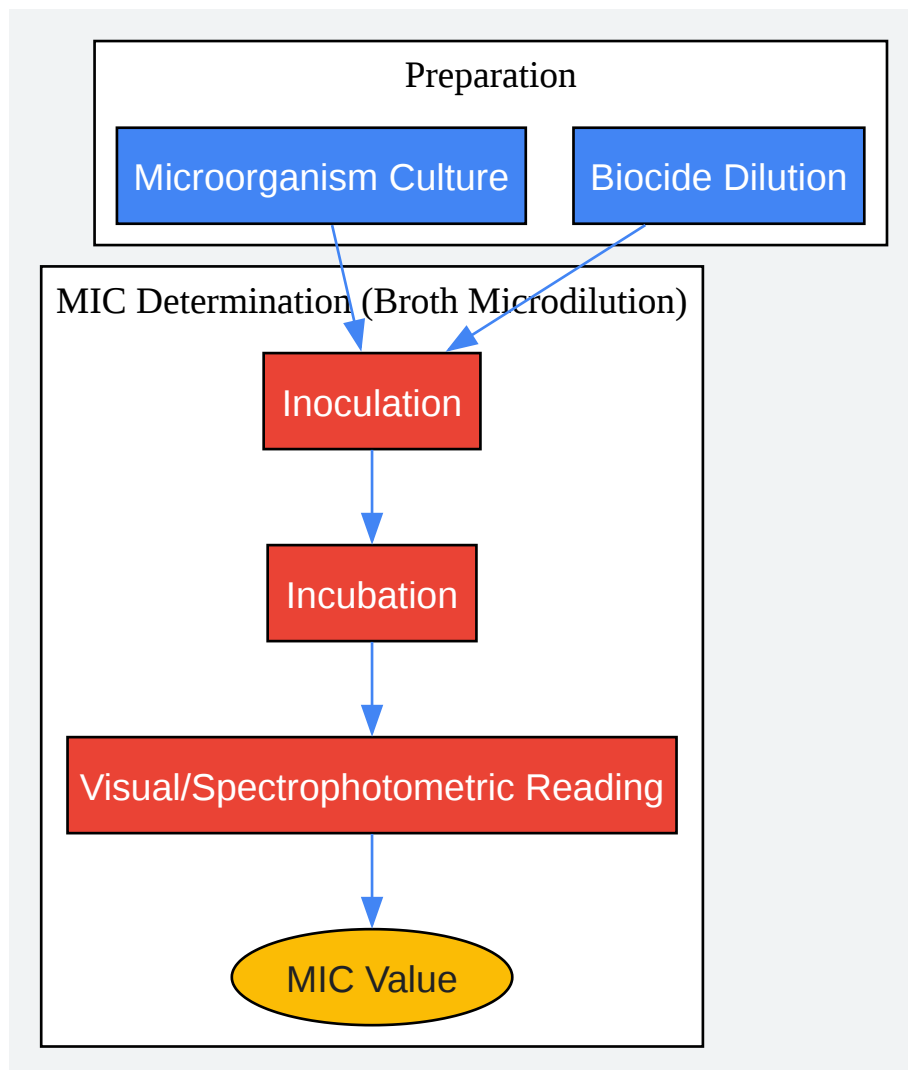 Preparation
Microorganism Culture
Biocide Dilution
MIC Determination (Broth Microdilution)
Inoculation
Incubation
Visual/Spectrophotometric Reading
MIC Value